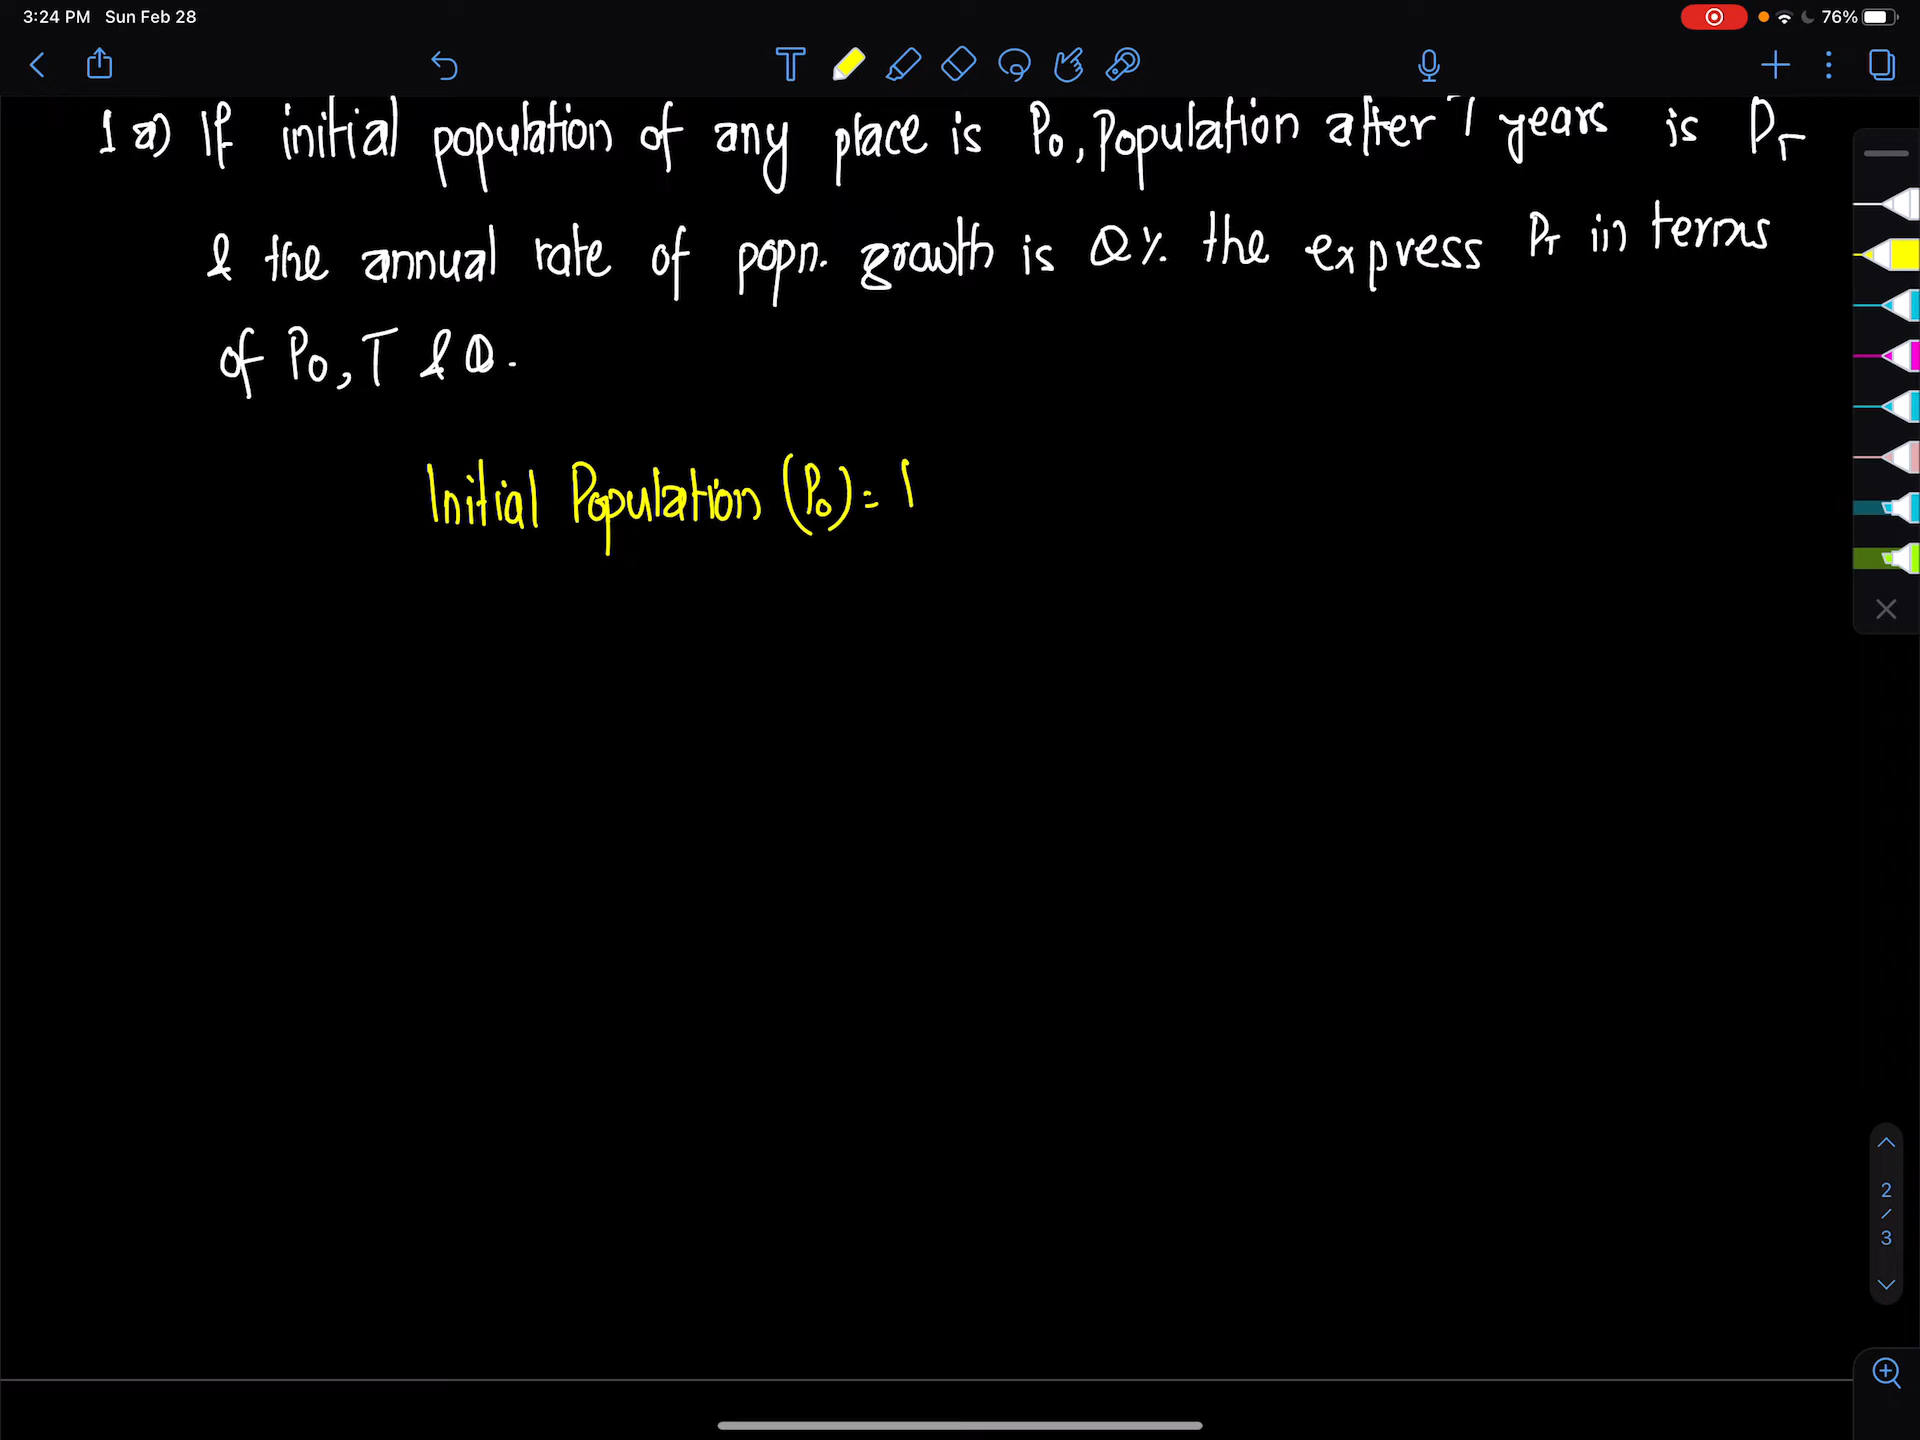 3:24 PM Sun Feb 28
76%
1 a) If initial population of any place is P₀, Population after T years is P_T
& the annual rate of popn. growth is Q% the express P_T in terms
of P₀, T & Q.
Initial Population (P₀) = 
2
/
3